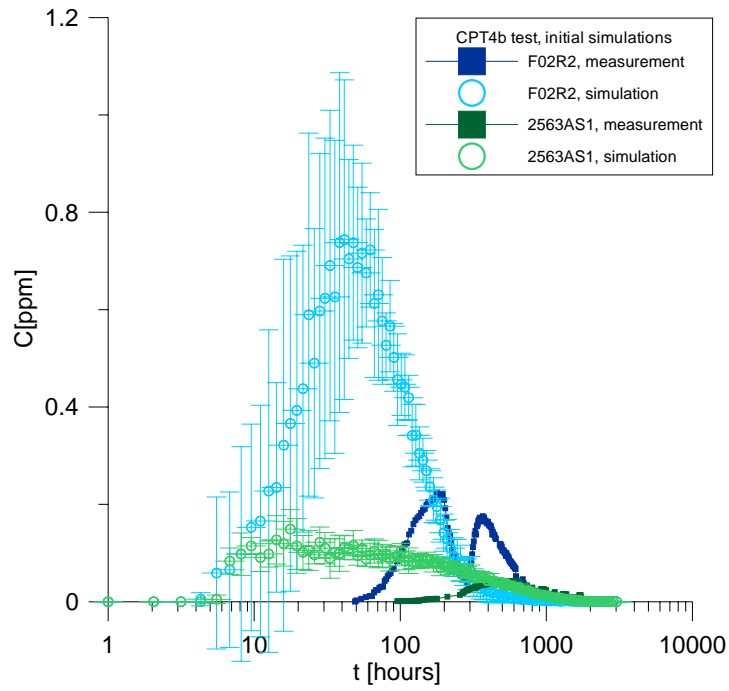 CPT4b test, initial simulations
F02R2, measurement
F02R2, simulation
2563AS1, measurement
2563AS1, simulation
1.2
0.8
0.4
0
C[ppm]
1 10 100 1000 10000
t [hours]